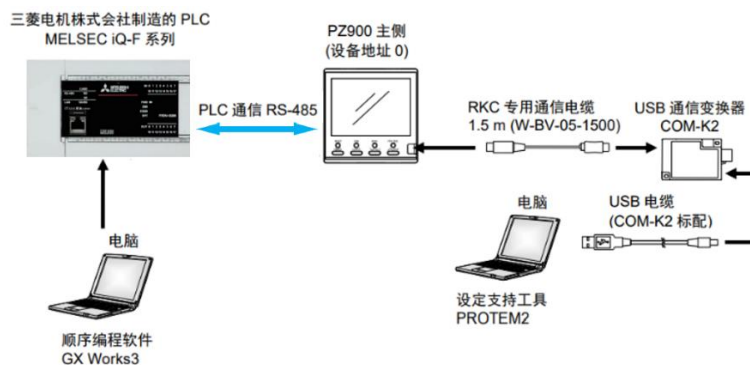 三菱电机株式会社制造的 PLC
MELSEC iQ-F 系列
PZ900 主侧
(设备地址 0)
PLC 通信 RS-485
RKC 专用通信电缆
1.5 m (W-BV-05-1500)
USB 通信变换器
COM-K2
电脑
USB 电缆
(COM-K2 标配)
电脑
设定支持工具
PROTEM2
顺序编程软件
GX Works3